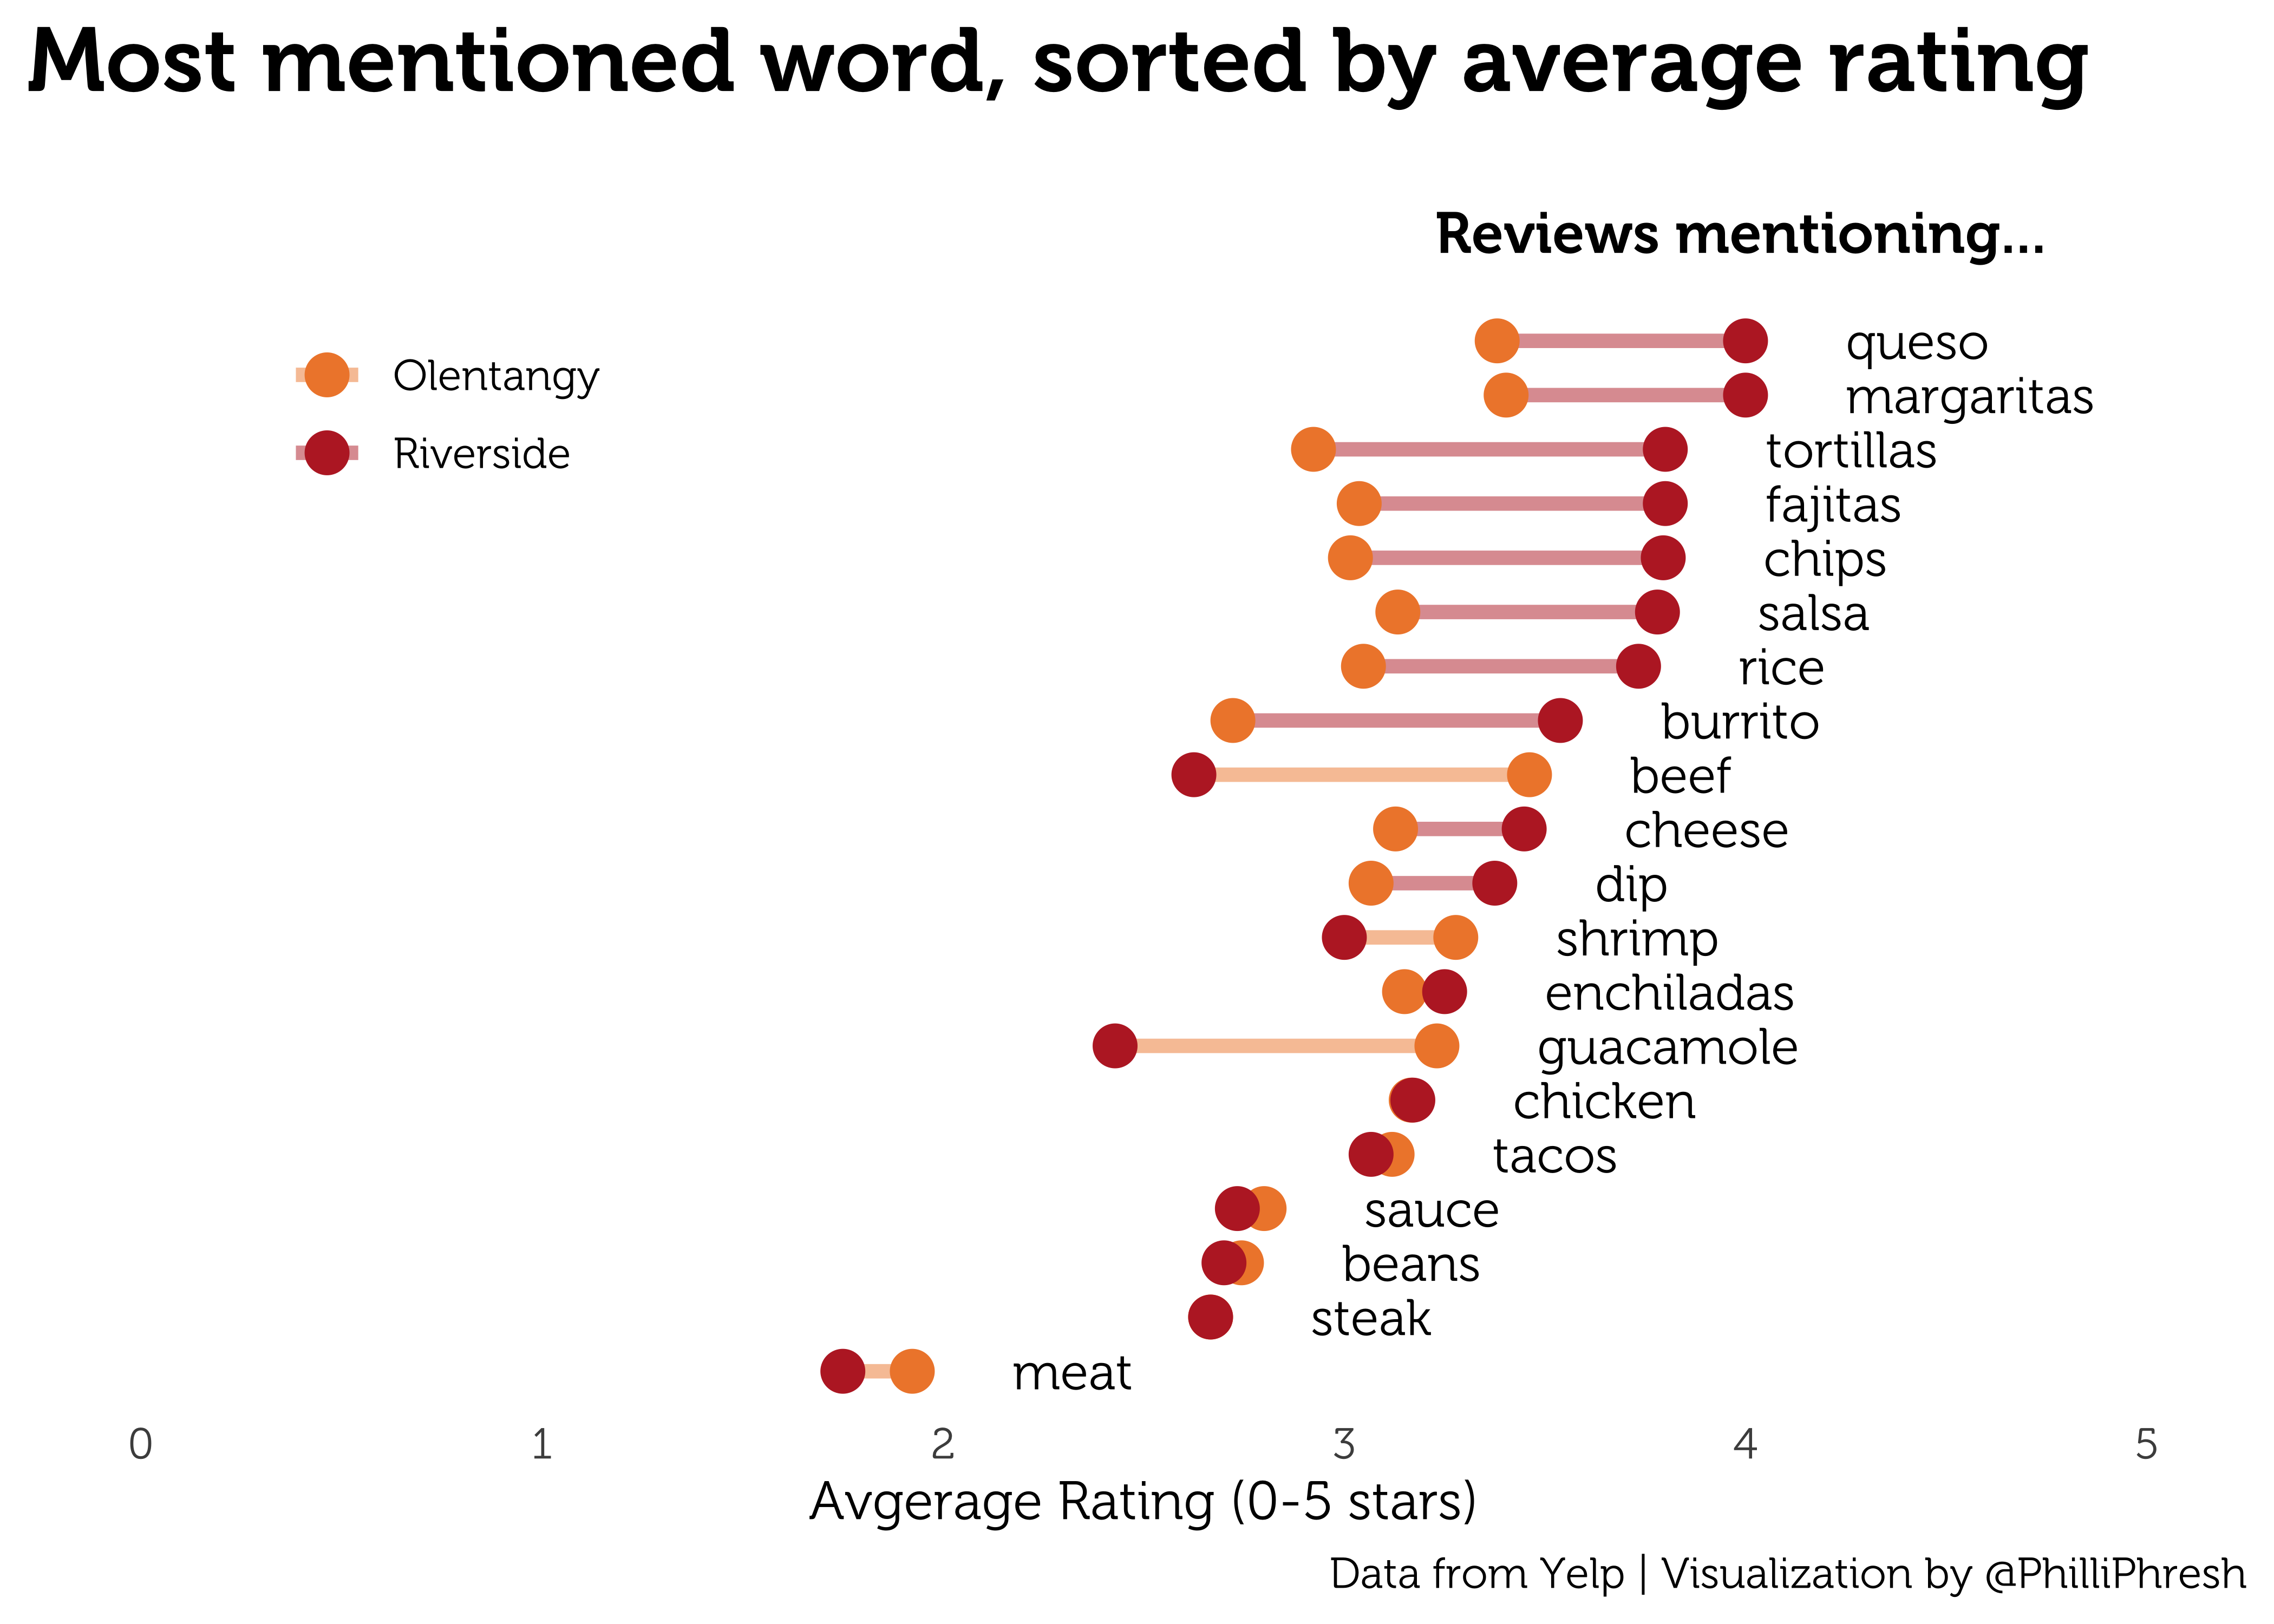 Most mentioned word, sorted by average rating
Reviews mentioning...
Olentangy
Riverside
queso
margaritas
tortillas
fajitas
chips
salsa
rice
burrito
beef
cheese
dip
shrimp
enchiladas
guacamole
chicken
tacos
sauce
beans
steak
meat
0 1 2 3 4 5
Avgerage Rating (0-5 stars)
Data from Yelp | Visualization by @PhilliPhresh